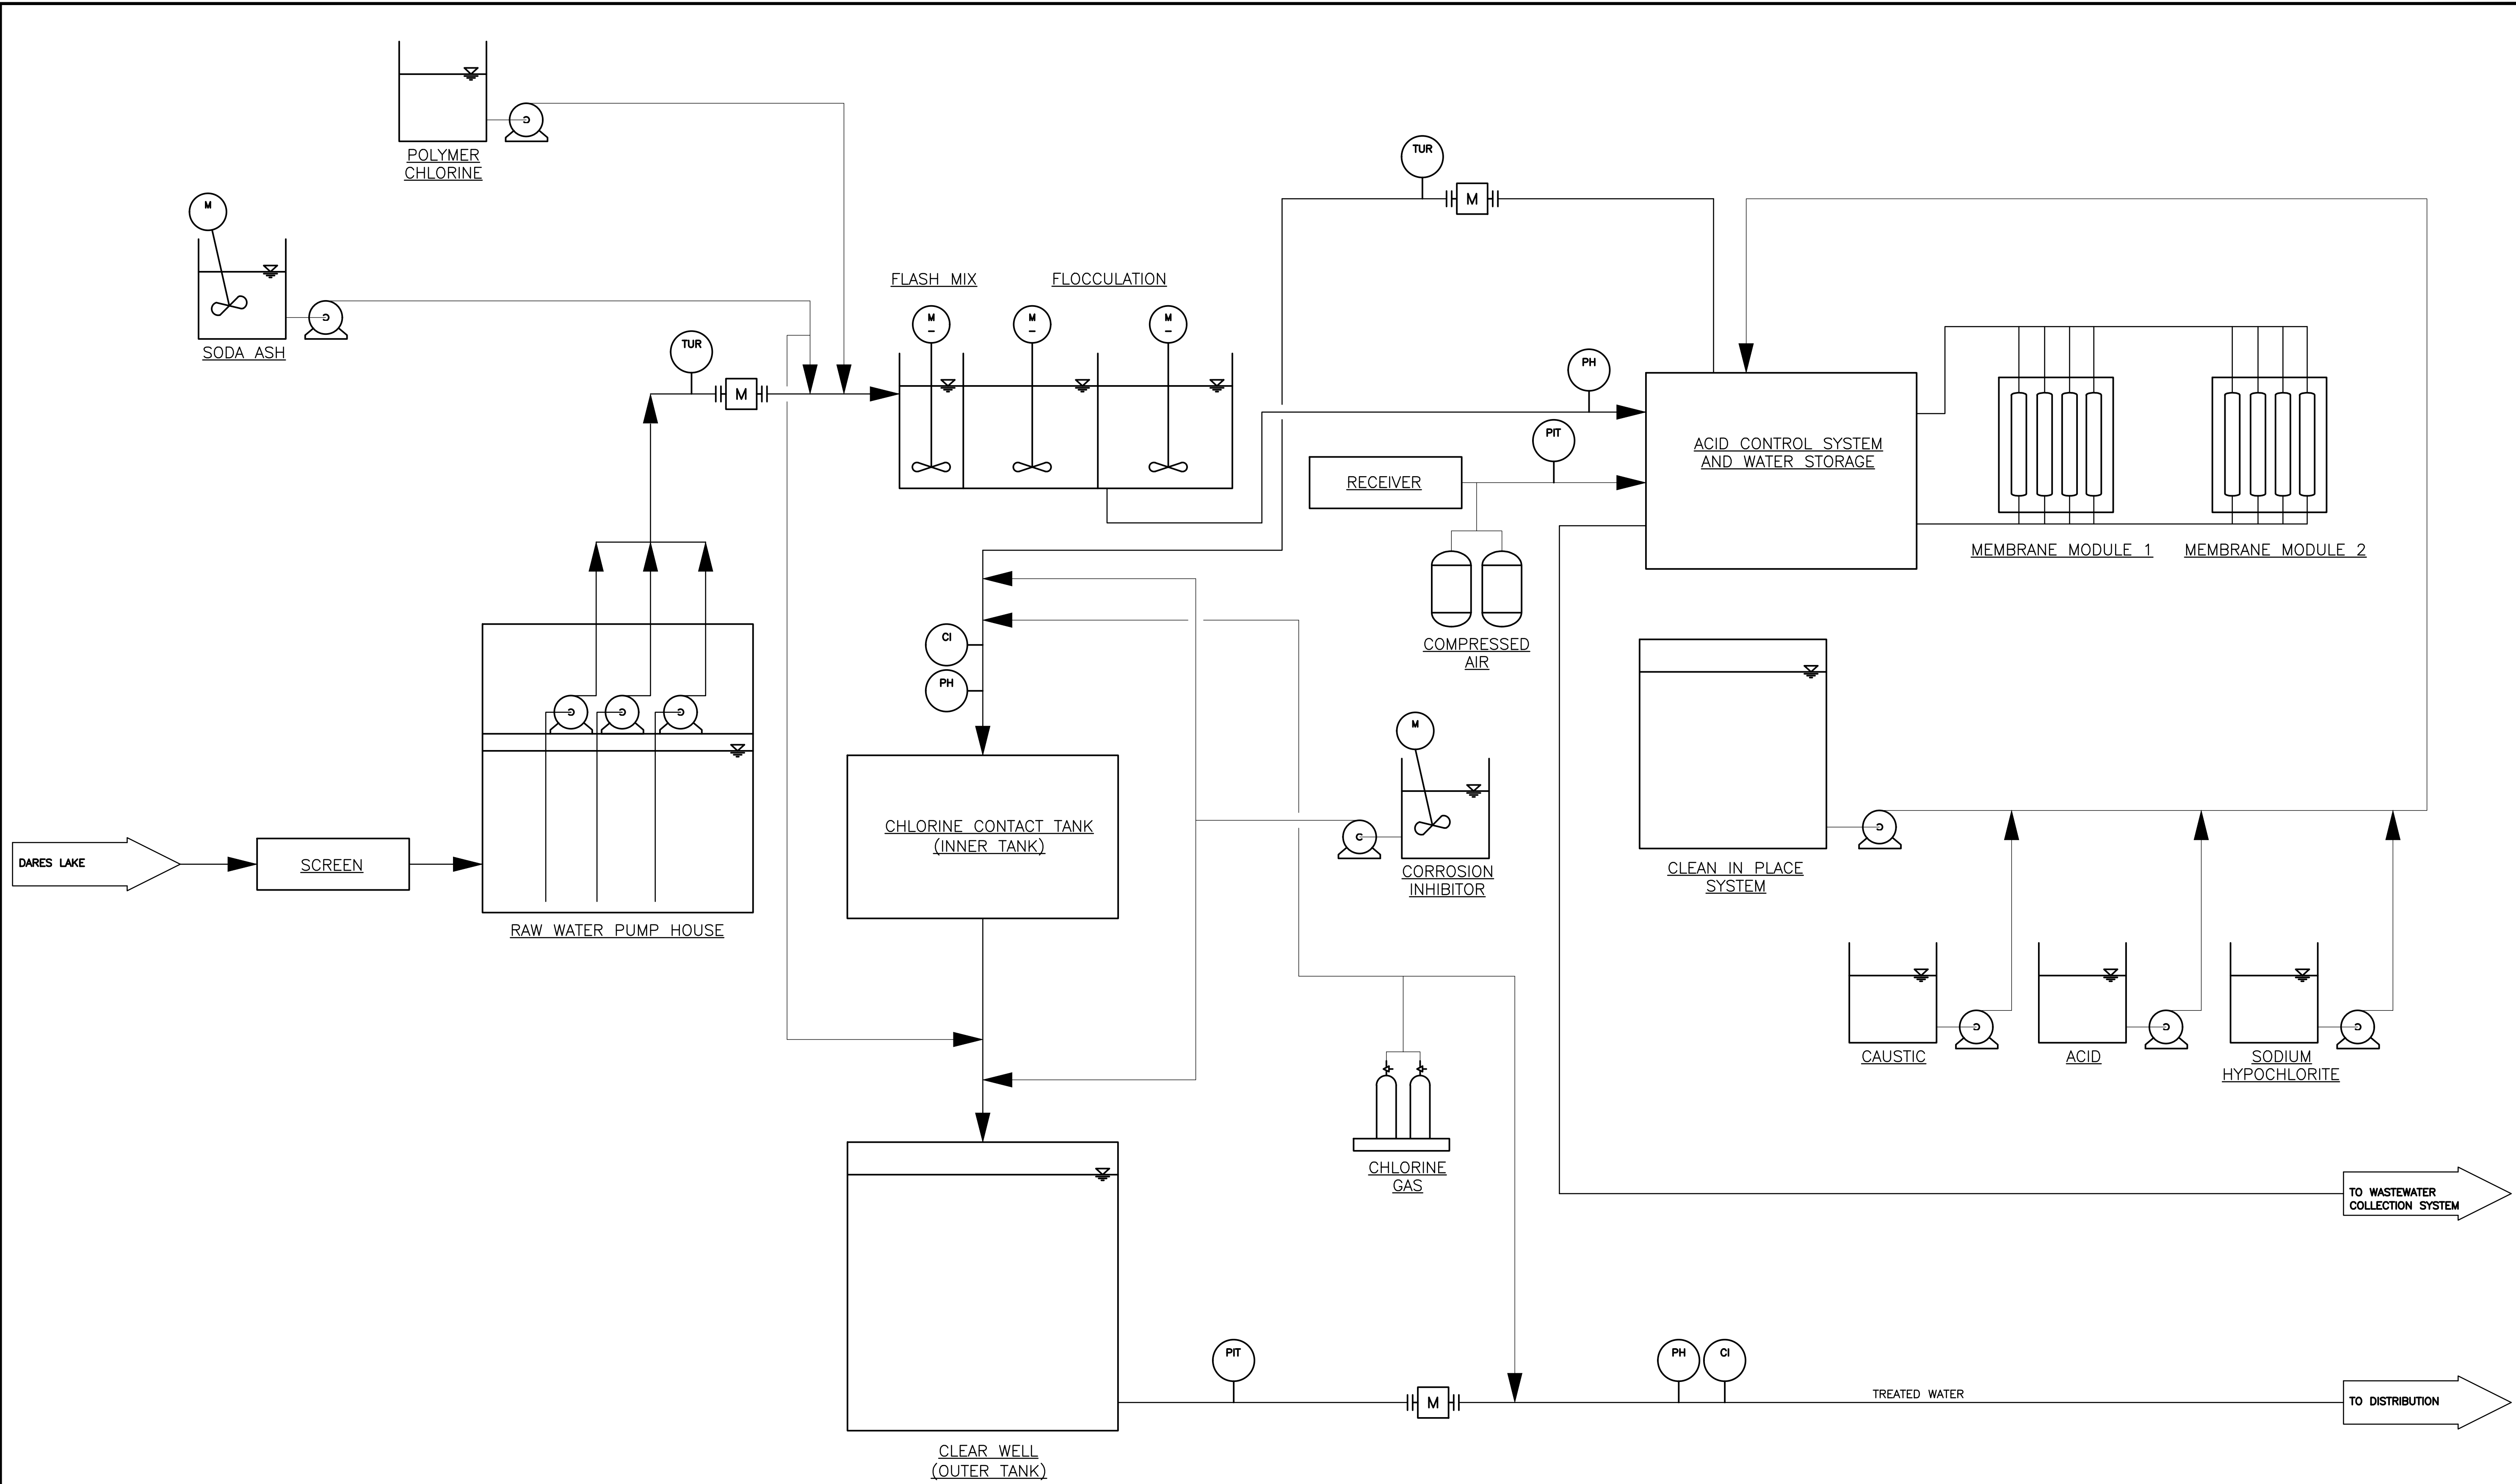 POLYMER
CHLORINE
TUR
M
M
SODA ASH
FLASH MIX
FLOCCULATION
M
M
M
TUR
M
PH
PIT
RECEIVER
ACID CONTROL SYSTEM
AND WATER STORAGE
MEMBRANE MODULE 1
MEMBRANE MODULE 2
COMPRESSED
AIR
Cl
PH
M
DARES LAKE
SCREEN
RAW WATER PUMP HOUSE
CHLORINE CONTACT TANK
(INNER TANK)
CORROSION
INHIBITOR
CLEAN IN PLACE
SYSTEM
CAUSTIC
ACID
SODIUM
HYPOCHLORITE
CHLORINE
GAS
TO WASTEWATER
COLLECTION SYSTEM
PIT
M
PH
Cl
TREATED WATER
TO DISTRIBUTION
CLEAR WELL
(OUTER TANK)